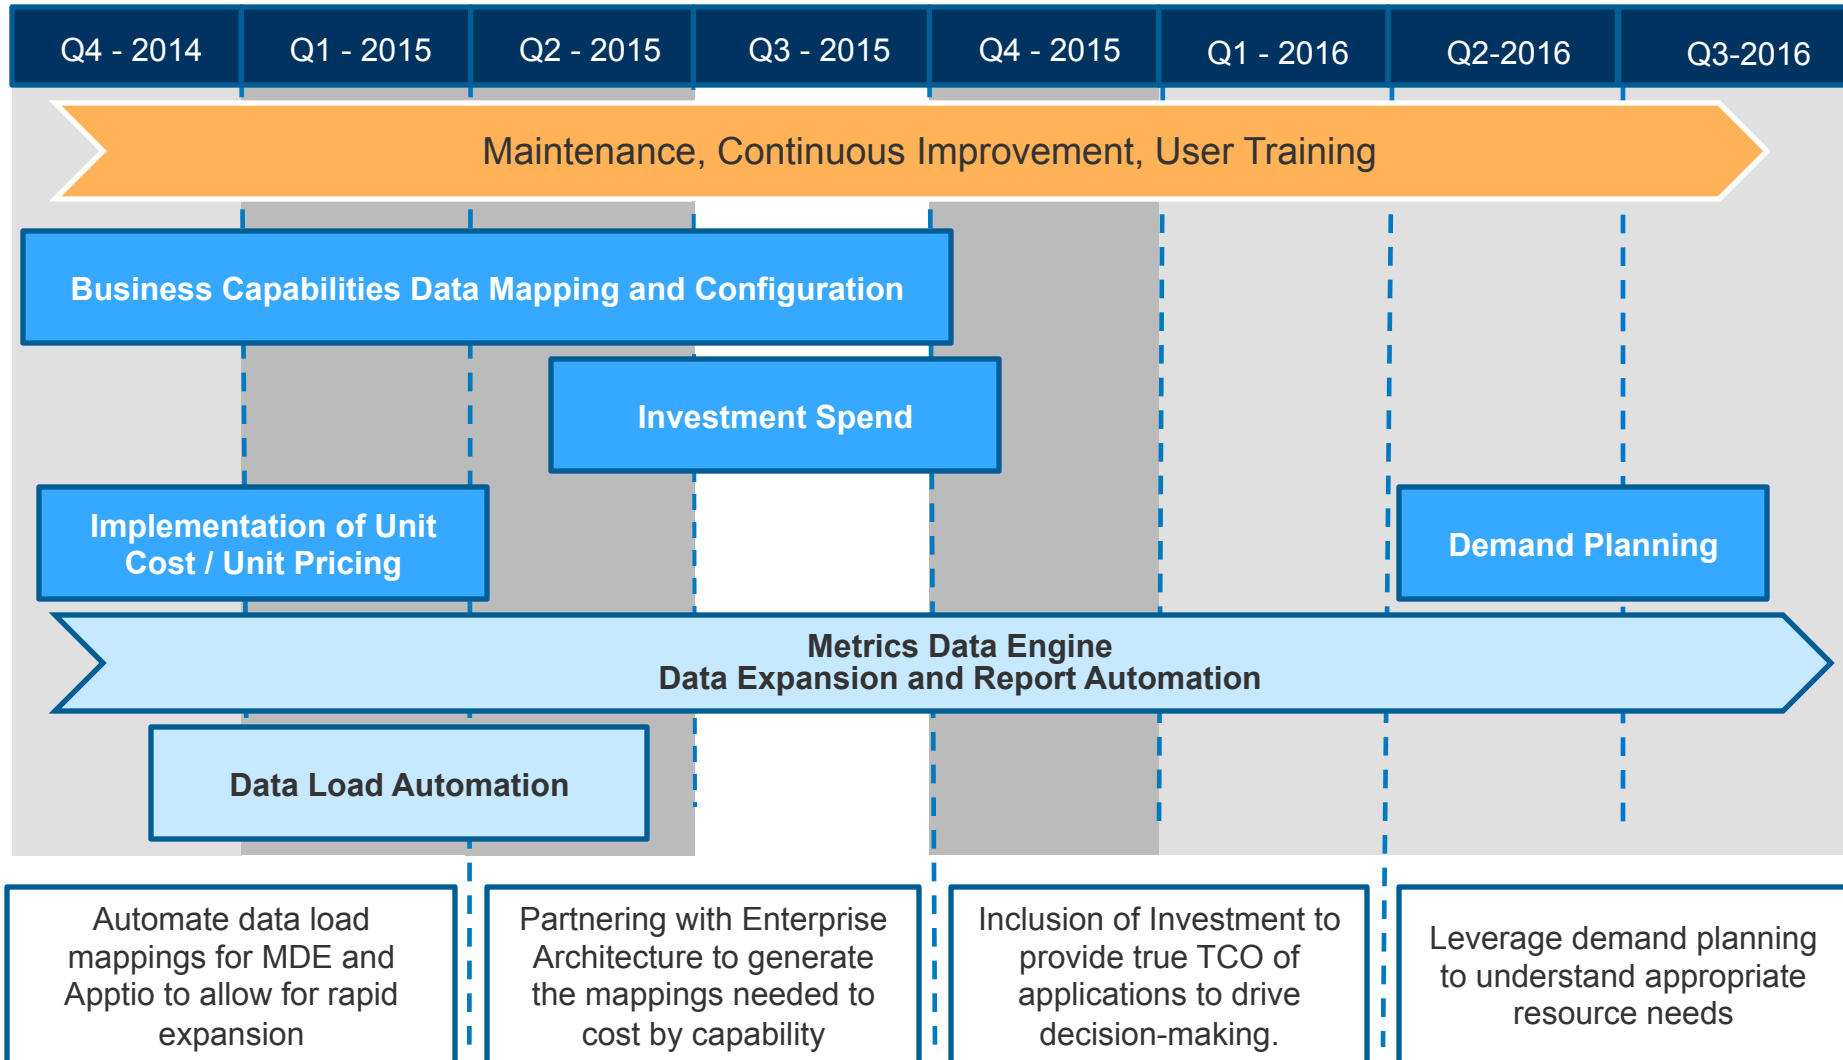 Q4 - 2014
Q1 - 2015
Q2 - 2015
Q3 - 2015
Q4 - 2015
Q1 - 2016
Q2-2016
Q3-2016
Maintenance, Continuous Improvement, User Training
Business Capabilities Data Mapping and Configuration
Investment Spend
Implementation of Unit
Cost / Unit Pricing
Demand Planning
Metrics Data Engine
Data Expansion and Report Automation
Data Load Automation
Automate data load
mappings for MDE and
Apptio to allow for rapid
expansion
Partnering with Enterprise
Architecture to generate
the mappings needed to
cost by capability
Inclusion of Investment to
provide true TCO of
applications to drive
decision-making.
Leverage demand planning
to understand appropriate
resource needs